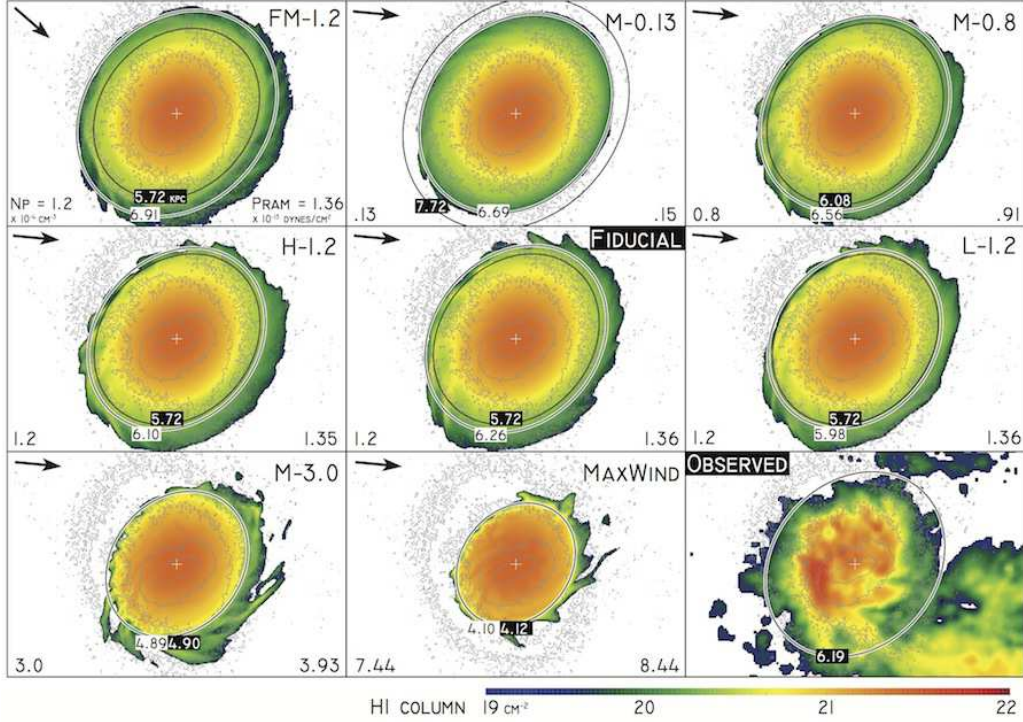 FM-1.2
5.72 KPC
6.91
NP = 1.2
X 10⁻⁴ CM⁻³
PRAM = 1.36
X 10⁻¹³ DYNES/CM²
M-0.13
7.72
6.69
.13
.15
M-0.8
6.08
6.56
0.8
.91
H-1.2
5.72
6.10
1.2
1.35
FIDUCIAL
5.72
6.26
1.2
1.36
L-1.2
5.72
5.98
1.2
1.36
M-3.0
4.89
4.90
3.0
3.93
MAXWIND
4.10
4.12
7.44
8.44
OBSERVED
6.19
HI COLUMN
19 CM⁻²
20
21
22